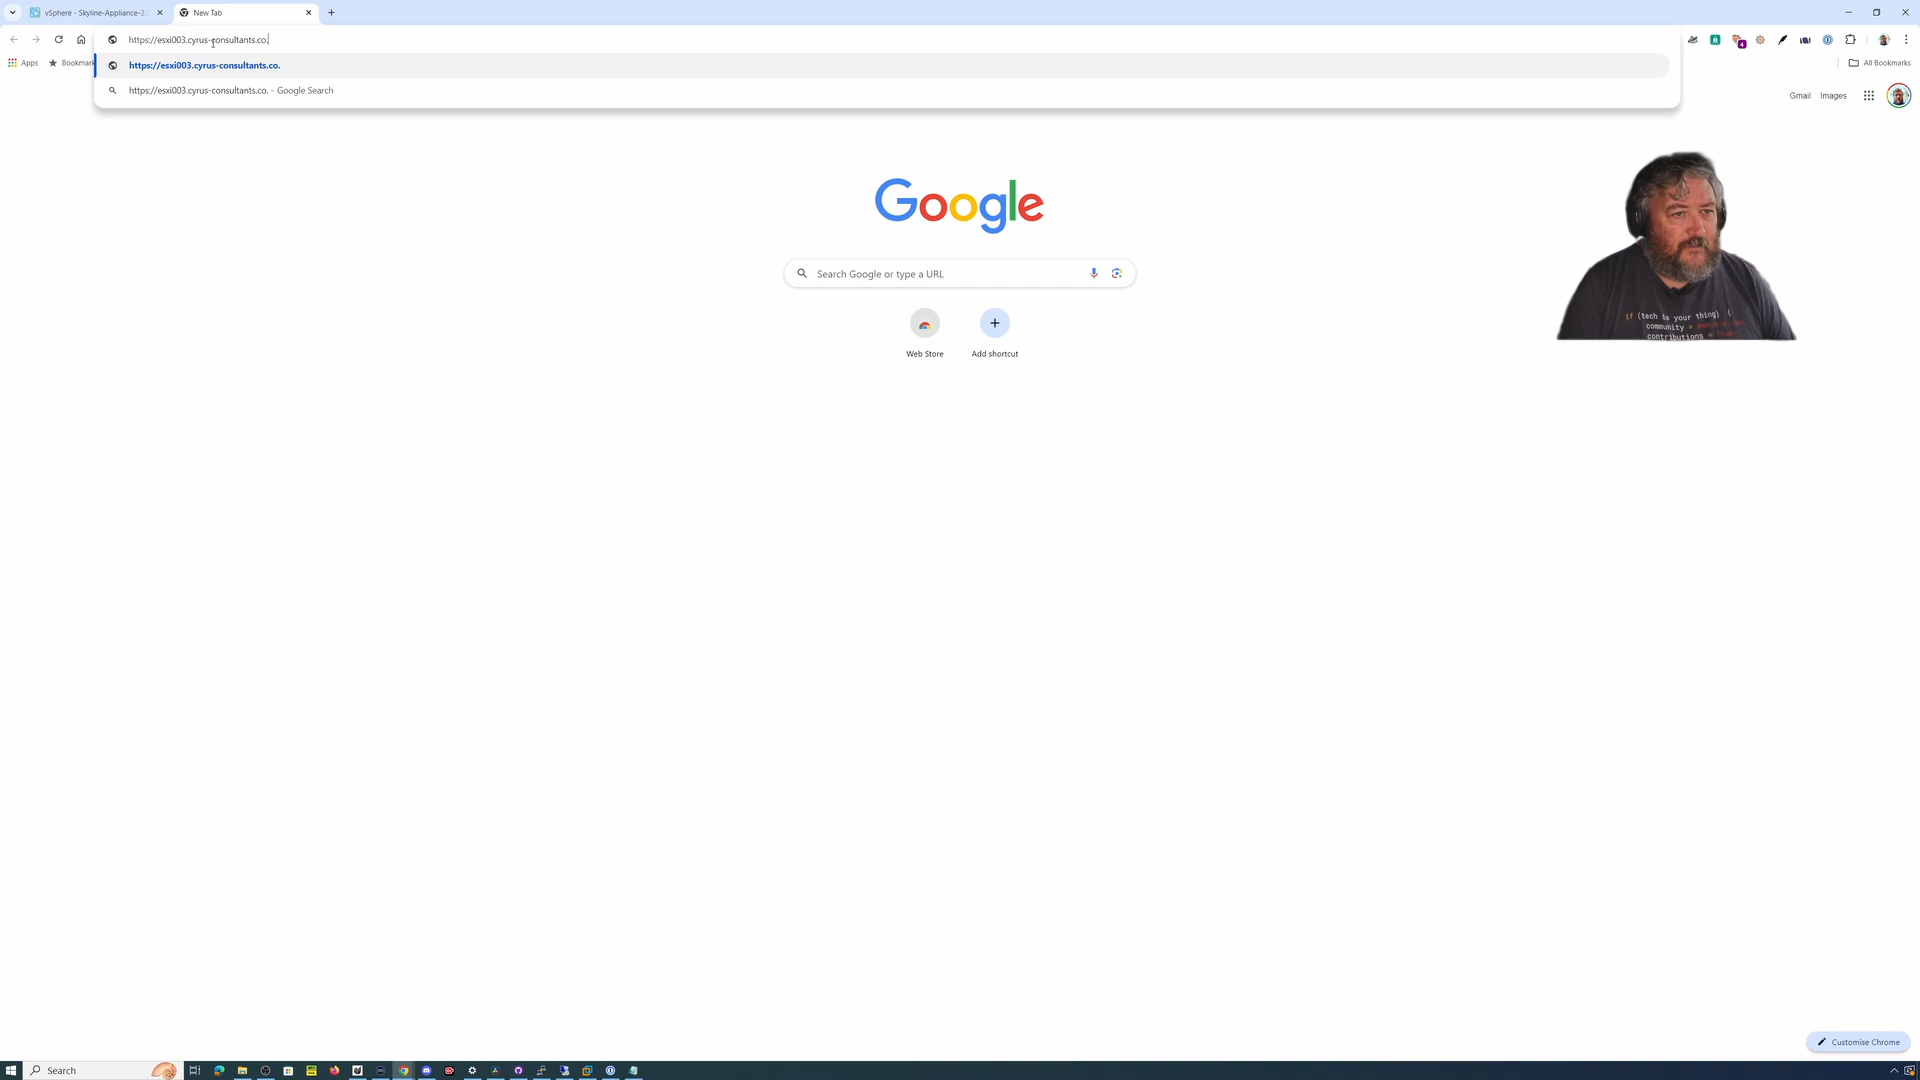 vSphere - Skyline-Appliance-3.
New Tab
https://esxi003.cyrus-consultants.co.
Apps
Bookmark
https://esxi003.cyrus-consultants.co.
https://esxi003.cyrus-consultants.co. - Google Search
All Bookmarks
Gmail
Images
Google
Search Google or type a URL
Web Store
Add shortcut
if (tech is your thing) {
community =
contributions = true
Customise Chrome
Search